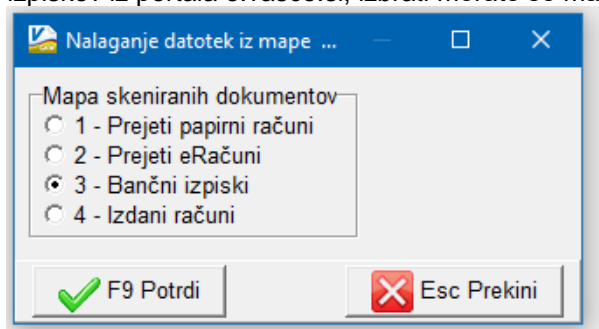 Nalaganje datotek iz mape ...
Mapa skeniranih dokumentov
1 - Prejeti papirni računi
2 - Prejeti eRačuni
3 - Bančni izpiski
4 - Izdani računi
F9 Potrdi
Esc Prekini